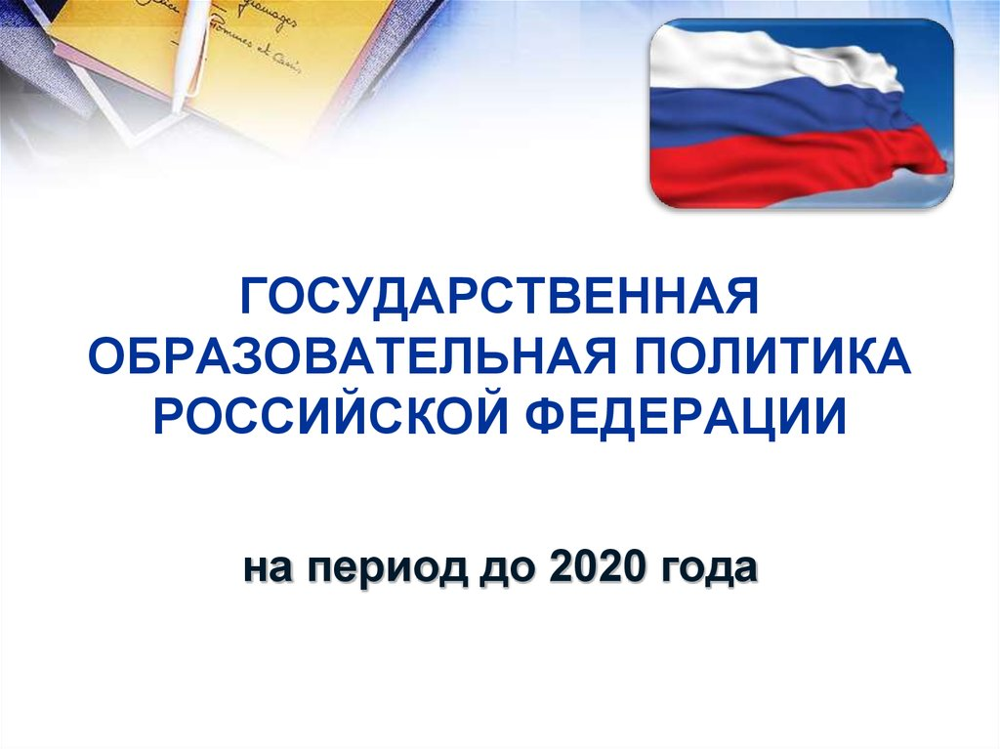 ГОСУДАРСТВЕННАЯ
ОБРАЗОВАТЕЛЬНАЯ ПОЛИТИКА
РОССИЙСКОЙ ФЕДЕРАЦИИ
на период до 2020 года